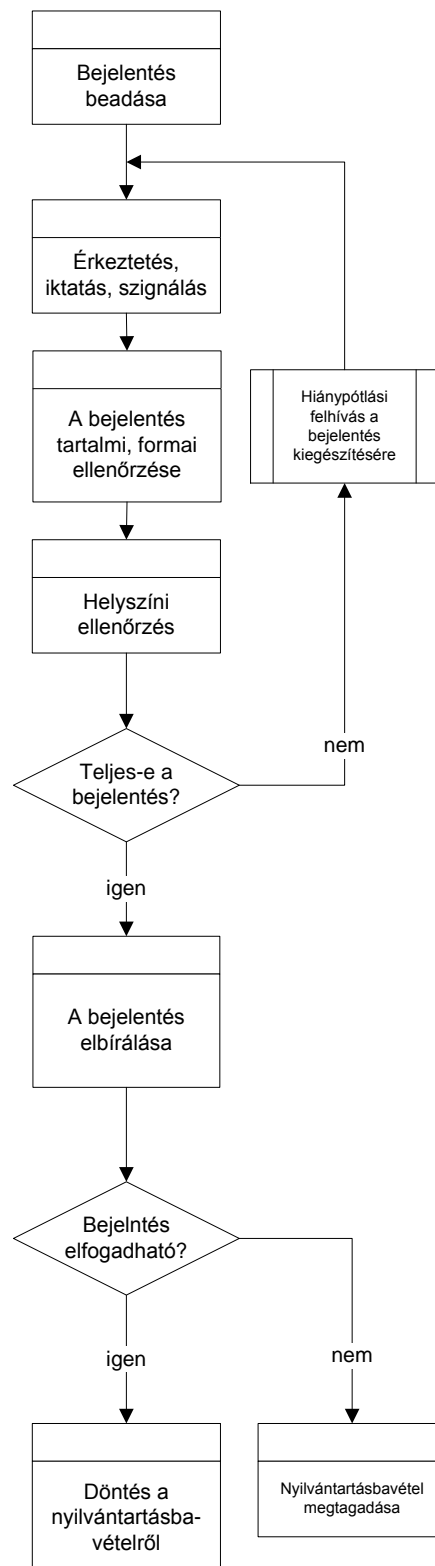 Bejelentés
beadása
Érkeztetés,
iktatás, szignálás
A bejelentés
tartalmi, formai
ellenőrzése
Hiánypótlási
felhívás a
bejelentés
kiegészítésére
Helyszíni
ellenőrzés
nem
Teljes-e a
bejelentés?
igen
A bejelentés
elbírálása
Bejelntés
elfogadható?
igen
nem
Döntés a
nyilvántartásba-
vételről
Nyilvántartásbavétel
megtagadása